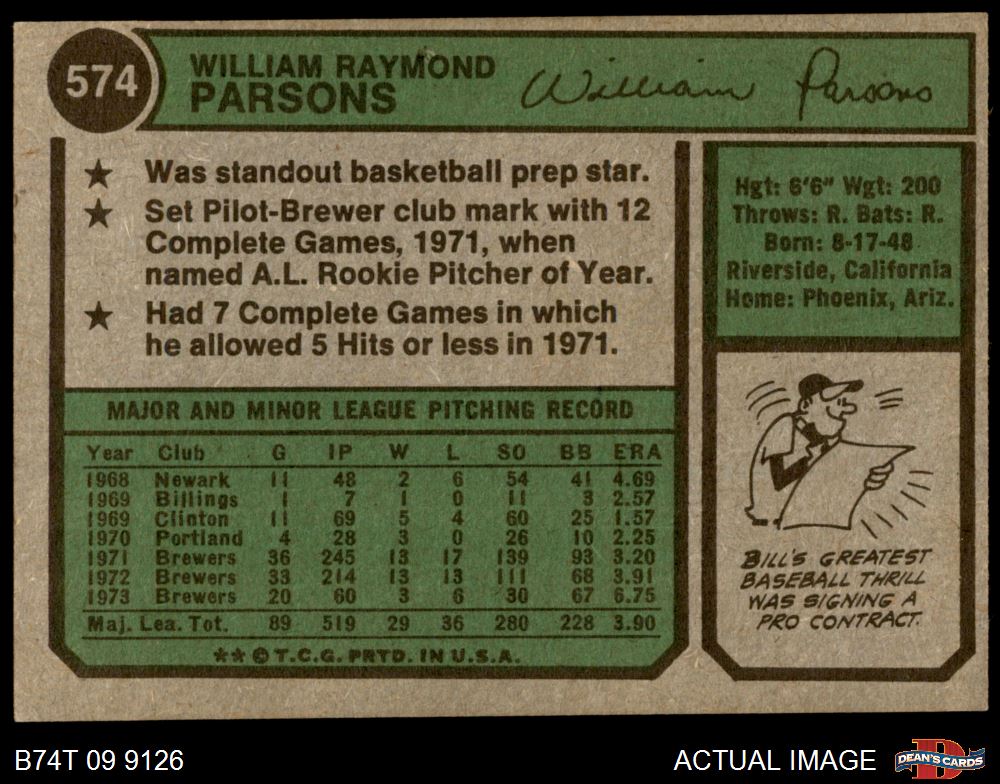 574
WILLIAM RAYMOND
PARSONS
William Parsons
★ Was standout basketball prep star.
★ Set Pilot-Brewer club mark with 12
Complete Games, 1971, when
named A.L. Rookie Pitcher of Year.
★ Had 7 Complete Games in which
he allowed 5 Hits or less in 1971.
Hgt: 6'6" Wgt: 200
Throws: R. Bats: R.
Born: 8-17-48
Riverside, California
Home: Phoenix, Ariz.
MAJOR AND MINOR LEAGUE PITCHING RECORD
Year Club G IP W L SO BB ERA
1968 Newark 11 48 2 6 54 41 4.69
1969 Billings 1 7 1 0 11 3 2.57
1969 Clinton 11 69 5 4 60 25 1.57
1970 Portland 4 28 3 0 26 10 2.25
1971 Brewers 36 245 13 17 139 93 3.20
1972 Brewers 33 214 13 13 111 68 3.91
1973 Brewers 20 60 3 6 30 67 6.75
Maj. Lea. Tot. 89 519 29 36 280 228 3.90
★★ © T.C.G. PRTD. IN U.S.A.
BILL'S GREATEST
BASEBALL THRILL
WAS SIGNING A
PRO CONTRACT.
B74T 09 9126
ACTUAL IMAGE
D
DEAN'S CARDS